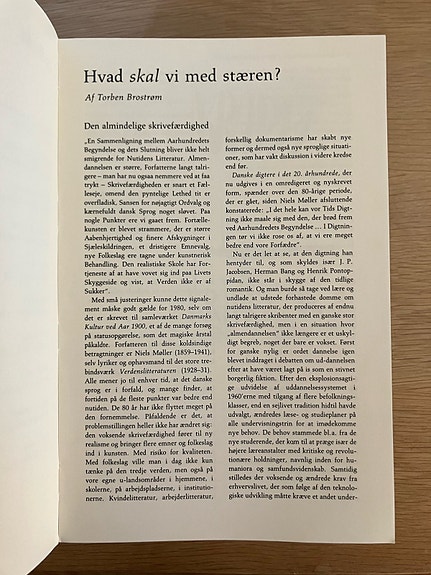 Hvad skal vi med stæren?
Af Torben Brostrøm
Den almindelige skrivefærdighed
„En Sammenligning mellem Aarhundredets
Begyndelse og dets Slutning bliver ikke helt
smigrende for Nutidens Litteratur. Almen-
dannelsen er større, Forfatterne langt talri-
gere – man har nu ogsaa nemmere ved at faa
trykt – Skrivefærdigheden er snart et Fæl-
leseje, omend den pyntelige Lethed tit er
overfladisk. Sansen for nøjagtigt Ordvalg og
kærnefuldt dansk Sprog noget sløvet. Paa
nogle Punkter ere vi ogsaa kommet frem. For-
tællekunst er blevet strammere, der er større
Aabenhjertighed og finere Afskygninger i
Sjæleskildringen, et dristigere Emnevalg,
nye Folkeslag ere tagne under kunstnerisk
Behandling. Den realistiske Skole har For-
tjeneste af at have vovet sig ind paa Livets
Skyggeside og vist, at Verden ikke er af
Sukker“.
Med små justeringer kunne dette signale-
ment måske godt gælde for 1980, selv om
det er skrevet til samleværket Danmarks
Kultur ved Aar 1900, et af de mange forsøg
på statusopgørelse, som det magiske årstal
påkaldte. Forfatteren til disse koldsindige
betragtninger er Niels Møller (1859–1941),
selv lyriker og ophavsmand til det store tre-
bindsværk Verdenslitteraturen (1928–31).
Alle mener jo til enhver tid, at det danske
sprog er i forfald, og mange finder, at
fortiden på de fleste punkter var bedre end
nutiden. De 80 år har ikke flyttet meget på
den fornemmelse. Påfaldende er det, at
problemstillingen heller ikke har ændret sig:
den voksende skrivefærdighed fører til ny
realisme og bringer flere emner og folkeslag
ind i kunsten. Med risiko for kvaliteten.
Med folkeslag ville man i dag ikke kun
tænke på den tredje verden, men også på
vore egne u-landsområder i hjemmene, i
skolerne, på arbejdspladserne, i institutio-
nerne. Kvindelitteratur, arbejderlitteratur,
forskellig dokumentarisme har skabt nye
former og dermed også nye sproglige situati-
oner, som har vakt diskussion i videre kredse
end før.
Danske digtere i det 20. århundrede, der
nu udgives i en omredigeret og nyskrevet
form, spænder over den 80-årige periode,
der er gået, siden Niels Møller afsluttende
konstaterede: „I det hele kan vor Tids Digt-
ning ikke maale sig med den, der brød frem
ved Aarhundredets Begyndelse ... I Digtnin-
gen tør vi ikke rose os af, at vi ere meget
bedre end vore Forfædre“.
Nu er det let at se, at den digtning han
hentyder til, og som skyldes især J. P.
Jacobsen, Herman Bang og Henrik Pontop-
pidan, ikke står i skygge af den tidlige
romantik. Og man burde så tage ved lære og
undlade at udstede forhastede domme om
nutidens litteratur, der produceres af endnu
langt talrigere skribenter med en ganske stor
skrivefærdighed, men i en situation hvor
„almendannelsen“ ikke længere er et uskyl-
digt begreb, noget der bare er vokset. Først
for ganske nylig er ordet dannelse igen
blevet inddraget i debatten om ud-dannelsen
efter at have været lagt på is som en stivnet
borgerlig fiktion. Efter den eksplosionsagti-
ge udvidelse af uddannelsessystemet i
1960'erne med tilgang af flere befolknings-
klasser, end en sejlivet tradition hidtil havde
udvalgt, ændredes læse- og studieplaner på
alle undervisningstrin for at imødekomme
nye behov. De behov stammede bl.a. fra de
nye studerende, der kom til at præge især de
højere læreanstalter med kritiske og revolu-
tionære holdninger, navnlig inden for hu-
maniora og samfundsvidenskab. Samtidig
stilledes der voksende og ændrede krav fra
erhvervslivet, der som følge af den teknolo-
giske udvikling måtte kræve et andet under-